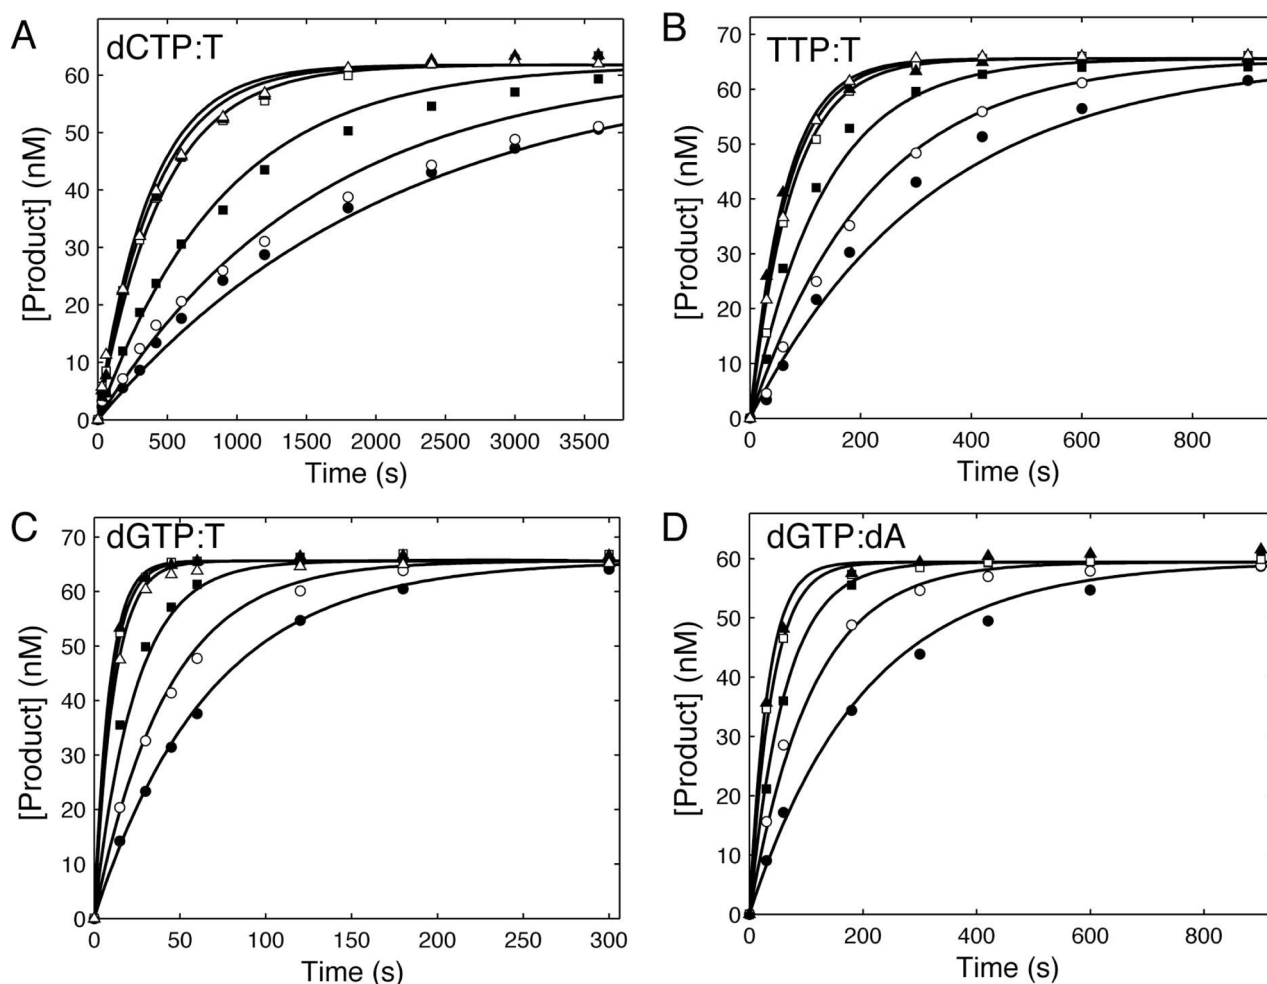 A
dCTP:T
[Product] (nM)
60
50
40
30
20
10
0
0 500 1000 1500 2000 2500 3000 3500
Time (s)
B
TTP:T
[Product] (nM)
70
60
50
40
30
20
10
0
0 200 400 600 800
Time (s)
C
dGTP:T
[Product] (nM)
70
60
50
40
30
20
10
0
0 50 100 150 200 250 300
Time (s)
D
dGTP:dA
[Product] (nM)
60
50
40
30
20
10
0
0 200 400 600 800
Time (s)